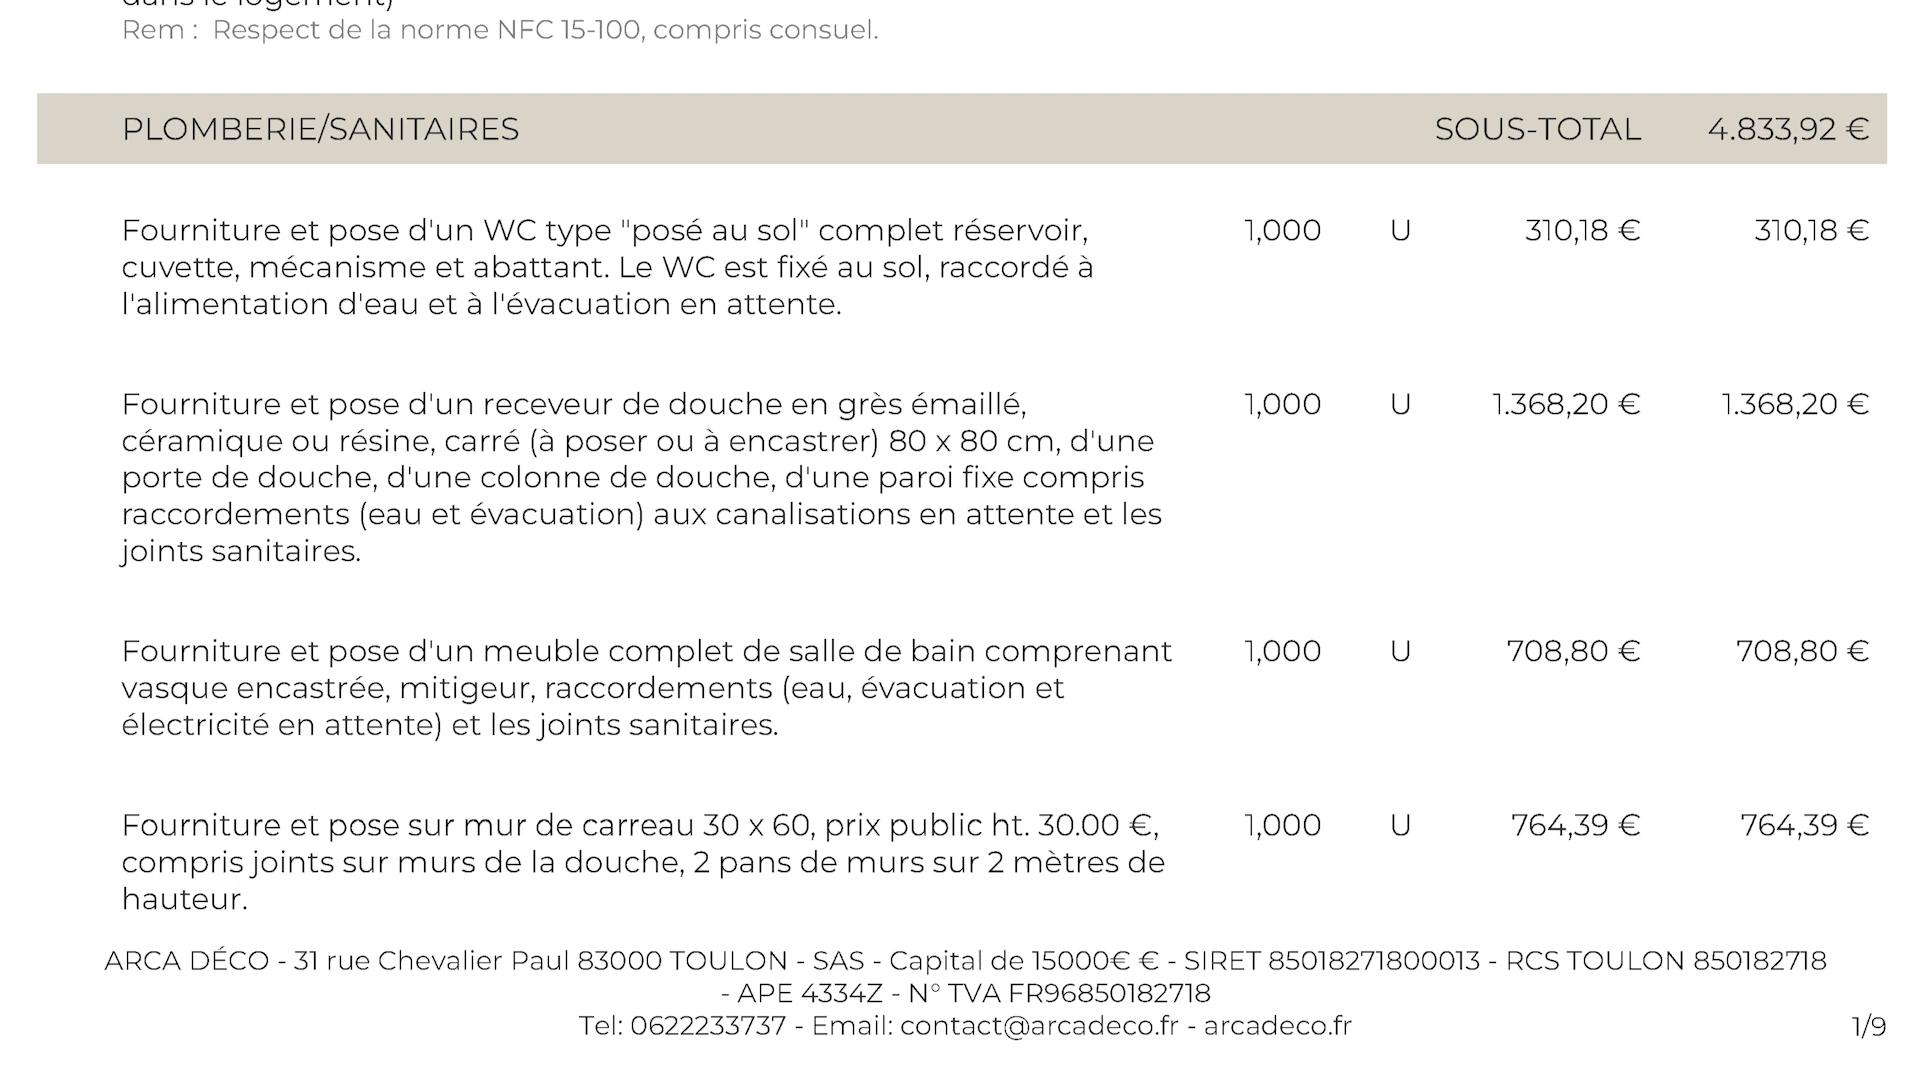 dans le logement)
Rem : Respect de la norme NFC 15-100, compris consuel.
PLOMBERIE/SANITAIRES SOUS-TOTAL 4.833,92 €
Fourniture et pose d'un WC type "posé au sol" complet réservoir, 1,000 U 310,18 € 310,18 €
cuvette, mécanisme et abattant. Le WC est fixé au sol, raccordé à
l'alimentation d'eau et à l'évacuation en attente.
Fourniture et pose d'un receveur de douche en grès émaillé, 1,000 U 1.368,20 € 1.368,20 €
céramique ou résine, carré (à poser ou à encastrer) 80 x 80 cm, d'une
porte de douche, d'une colonne de douche, d'une paroi fixe compris
raccordements (eau et évacuation) aux canalisations en attente et les
joints sanitaires.
Fourniture et pose d'un meuble complet de salle de bain comprenant 1,000 U 708,80 € 708,80 €
vasque encastrée, mitigeur, raccordements (eau, évacuation et
électricité en attente) et les joints sanitaires.
Fourniture et pose sur mur de carreau 30 x 60, prix public ht. 30.00 €, 1,000 U 764,39 € 764,39 €
compris joints sur murs de la douche, 2 pans de murs sur 2 mètres de
hauteur.
ARCA DÉCO - 31 rue Chevalier Paul 83000 TOULON - SAS - Capital de 15000€ € - SIRET 85018271800013 - RCS TOULON 850182718
- APE 4334Z - N° TVA FR96850182718
Tel: 0622233737 - Email: contact@arcadeco.fr - arcadeco.fr 1/9